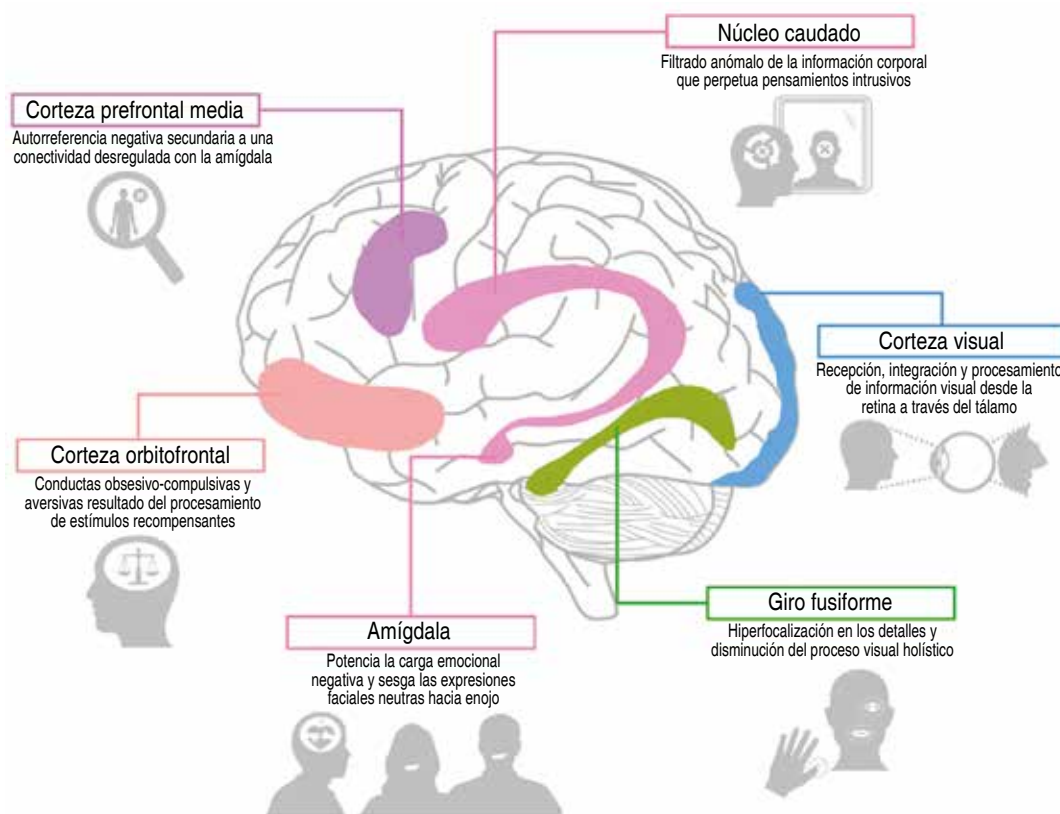 Núcleo caudado
Filtrado anómalo de la información corporal
que perpetua pensamientos intrusivos
Corteza prefrontal media
Autorreferencia negativa secundaria a una
conectividad desregulada con la amígdala
Corteza visual
Recepción, integración y procesamiento
de información visual desde la
retina a través del tálamo
Corteza orbitofrontal
Conductas obsesivo-compulsivas y
aversivas resultado del procesamiento
de estímulos recompensantes
Giro fusiforme
Hiperfocalización en los detalles y
disminución del proceso visual holístico
Amígdala
Potencia la carga emocional
negativa y sesga las expresiones
faciales neutras hacia enojo